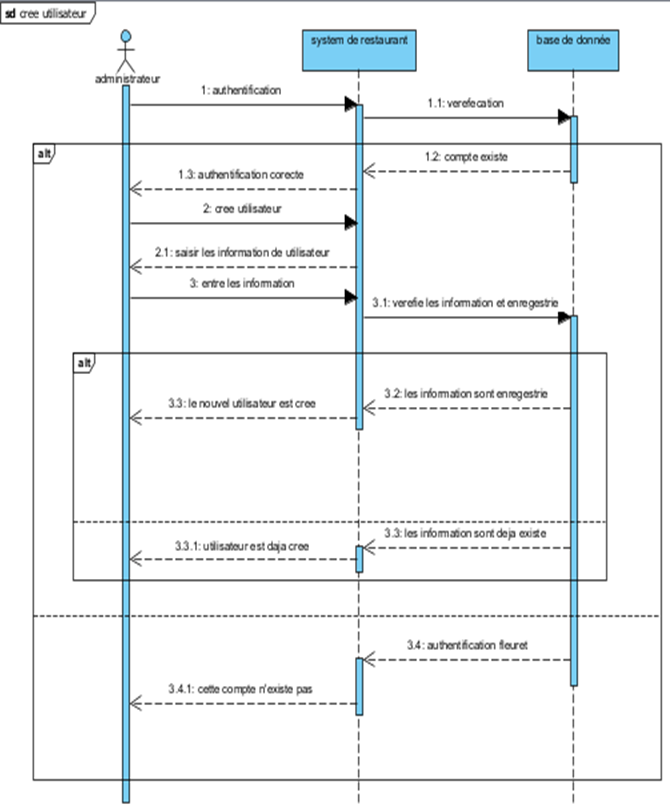 sd cree utilisateur
system de restaurant
base de donnée
administrateur
1: authentification
1.1: verefecation
alt
1.2: compte existe
1.3: authentification corecte
2: cree utilisateur
2.1: saisir les information de utilisateur
3: entre les information
3.1: verefie les information et enregestrie
alt
3.2: les information sont enregestrie
3.3: le nouvel utilisateur est cree
3.3: les information sont deja existe
3.3.1: utilisateur est daja cree
3.4: authentification fleuret
3.4.1: cette compte n'existe pas